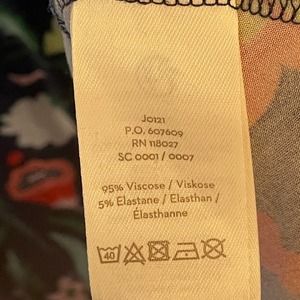 J0121
P.O. 607609
RN 118027
SC 0001 / 0007
95% Viscose / Viskose
5% Elastane / Elasthan /
Élasthanne
40